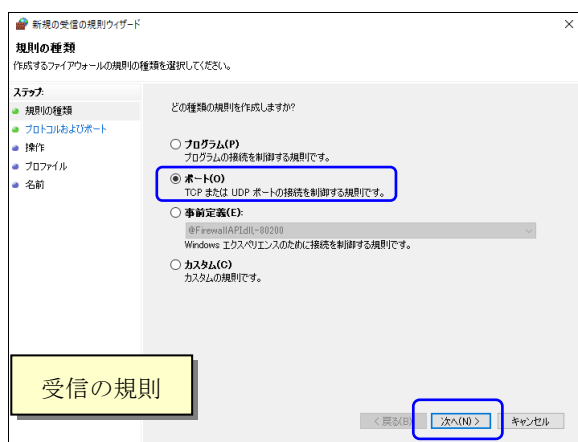 新規の受信の規則ウィザード
規則の種類
作成するファイアウォールの規則の種類を選択してください。
ステップ:
規則の種類
プロトコルおよびポート
操作
プロファイル
名前
どの種類の規則を作成しますか?
プログラム(P)
プログラムの接続を制御する規則です。
ポート(O)
TCP または UDP ポートの接続を制御する規則です。
事前定義(E):
@FirewallAPI.dll,-80200
Windows エクスペリエンスのために接続を制御する規則です。
カスタム(C)
カスタムの規則です。
受信の規則
< 戻る(B)
次へ(N) >
キャンセル